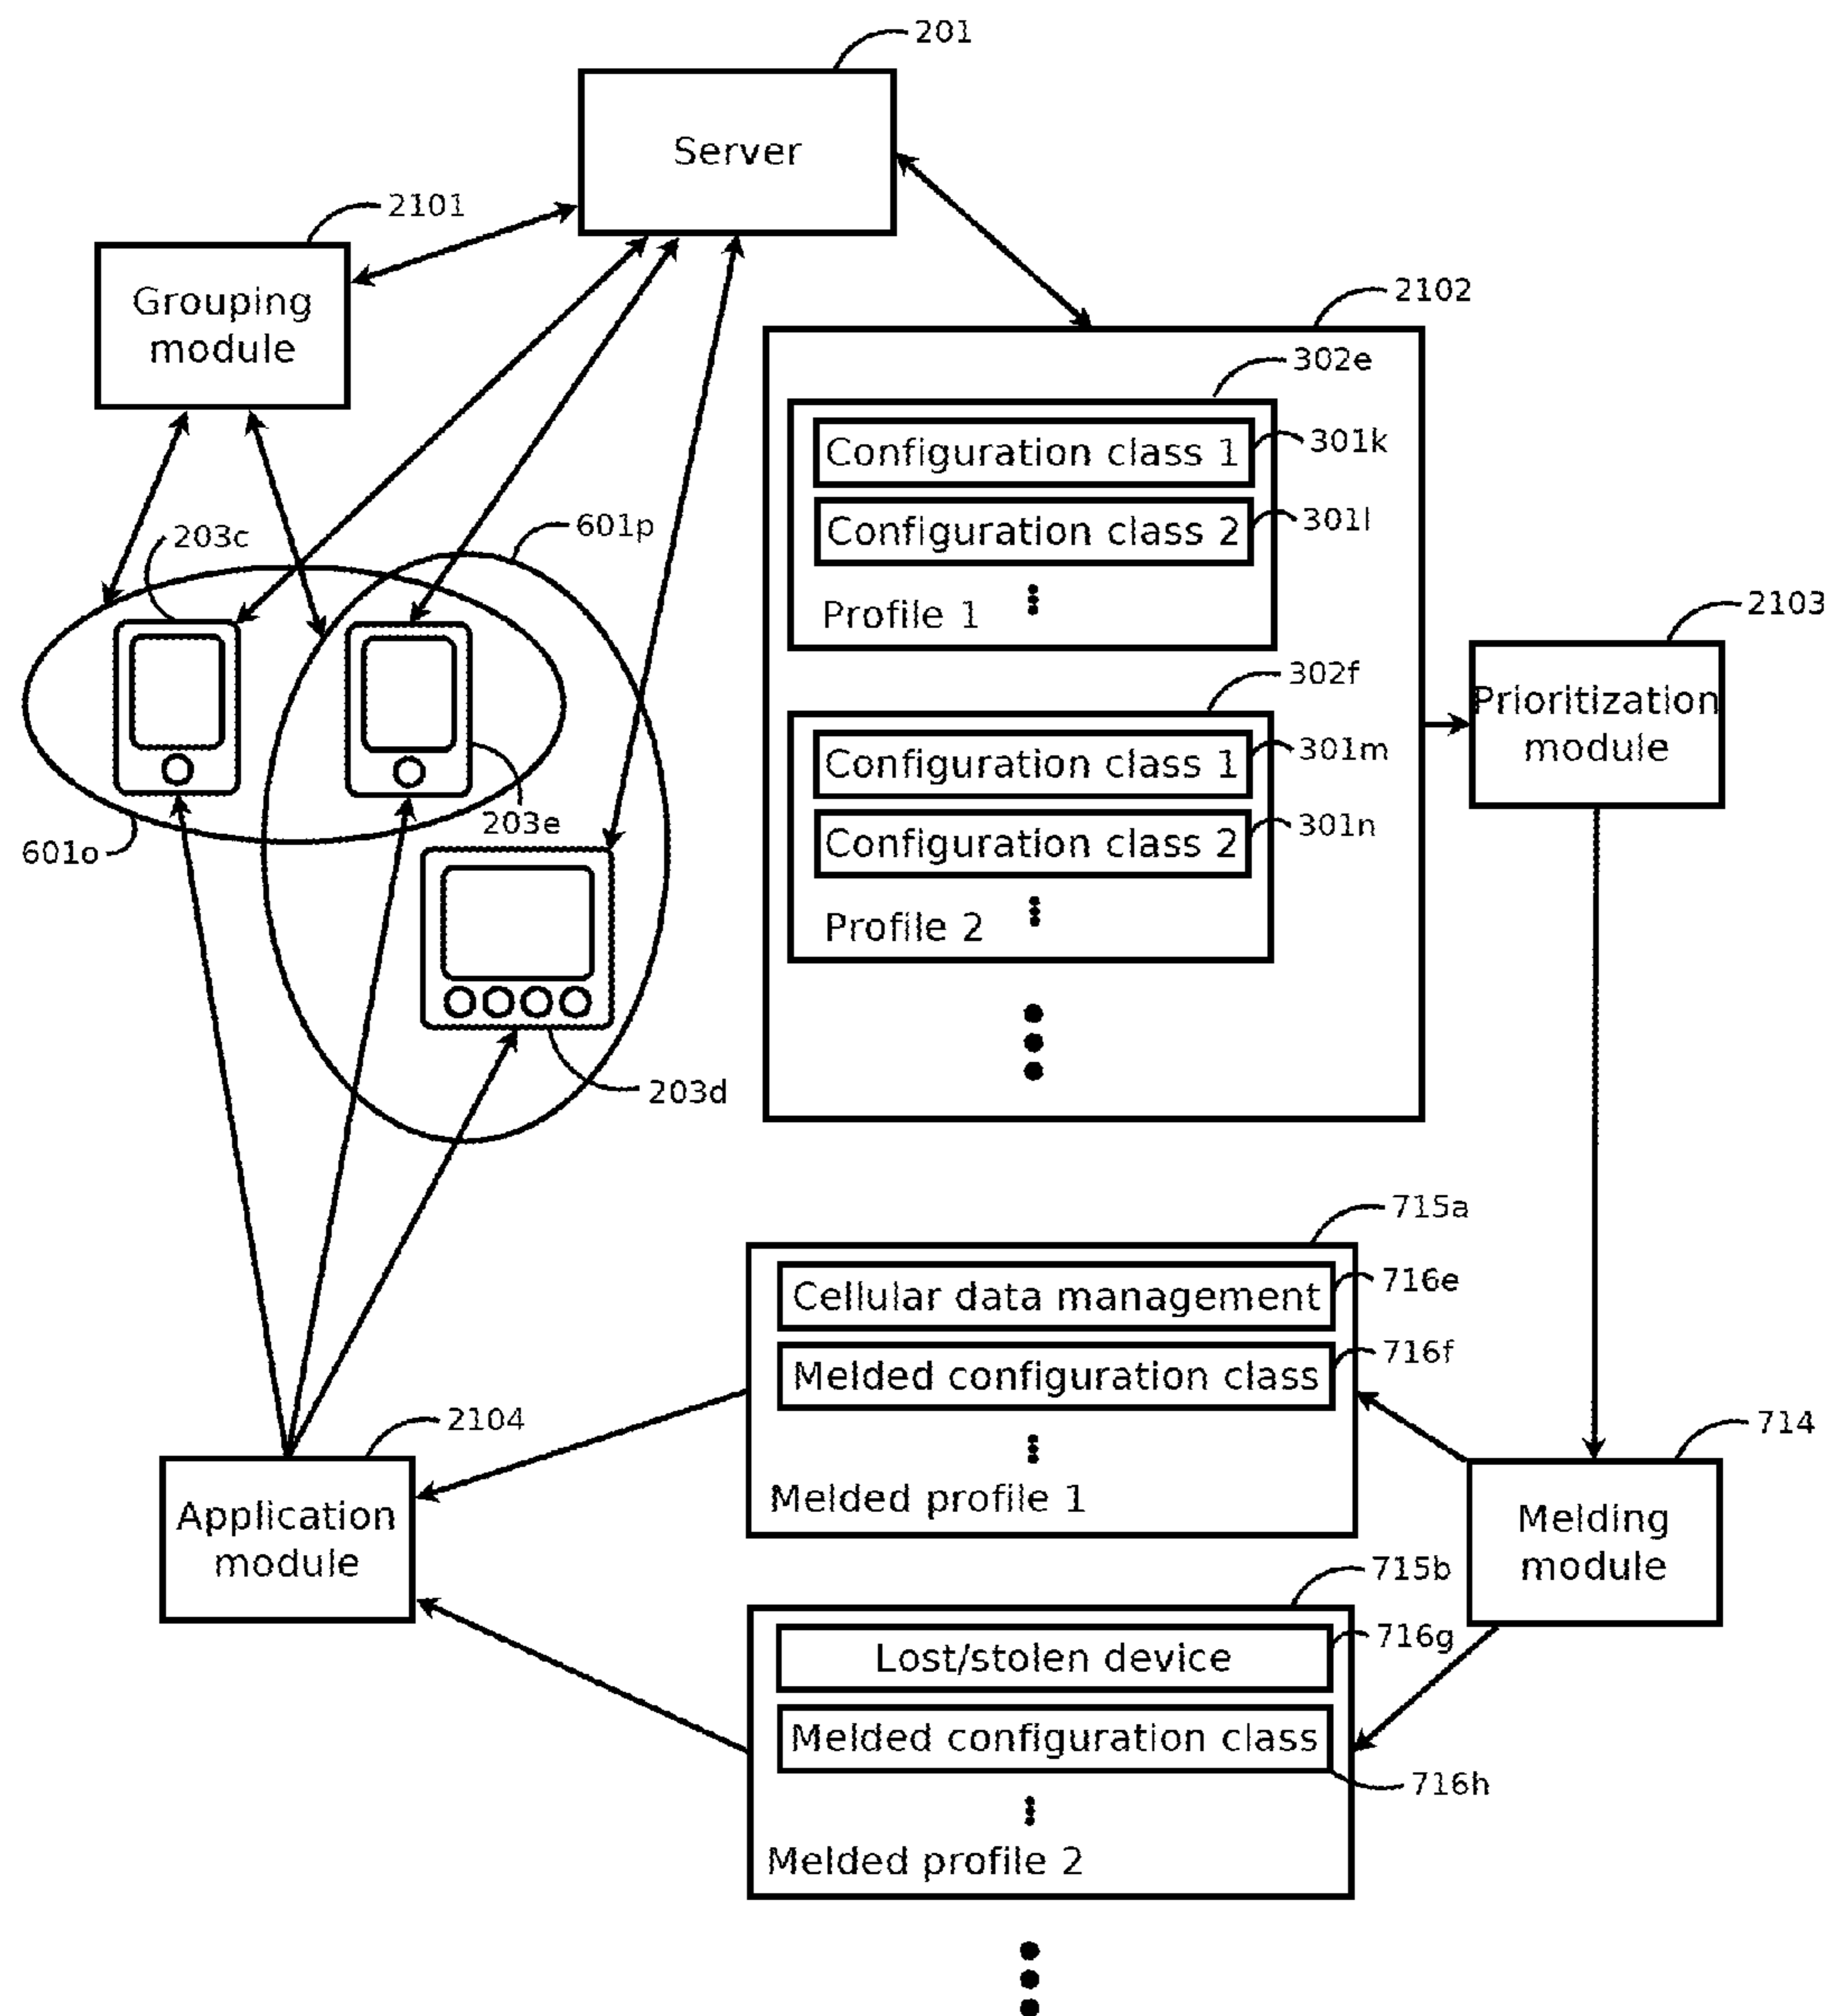 201
Server
2101
Grouping
module
2102
302e
Configuration class 1
301k
Configuration class 2
301l
Profile 1
203c
601p
2103
Prioritization
module
302f
Configuration class 1
301m
Configuration class 2
301n
Profile 2
203e
601o
203d
715a
Cellular data management
716e
Melded configuration class
716f
Melded profile 1
2104
Application
module
714
Melding
module
715b
Lost/stolen device
716g
Melded configuration class
716h
Melded profile 2